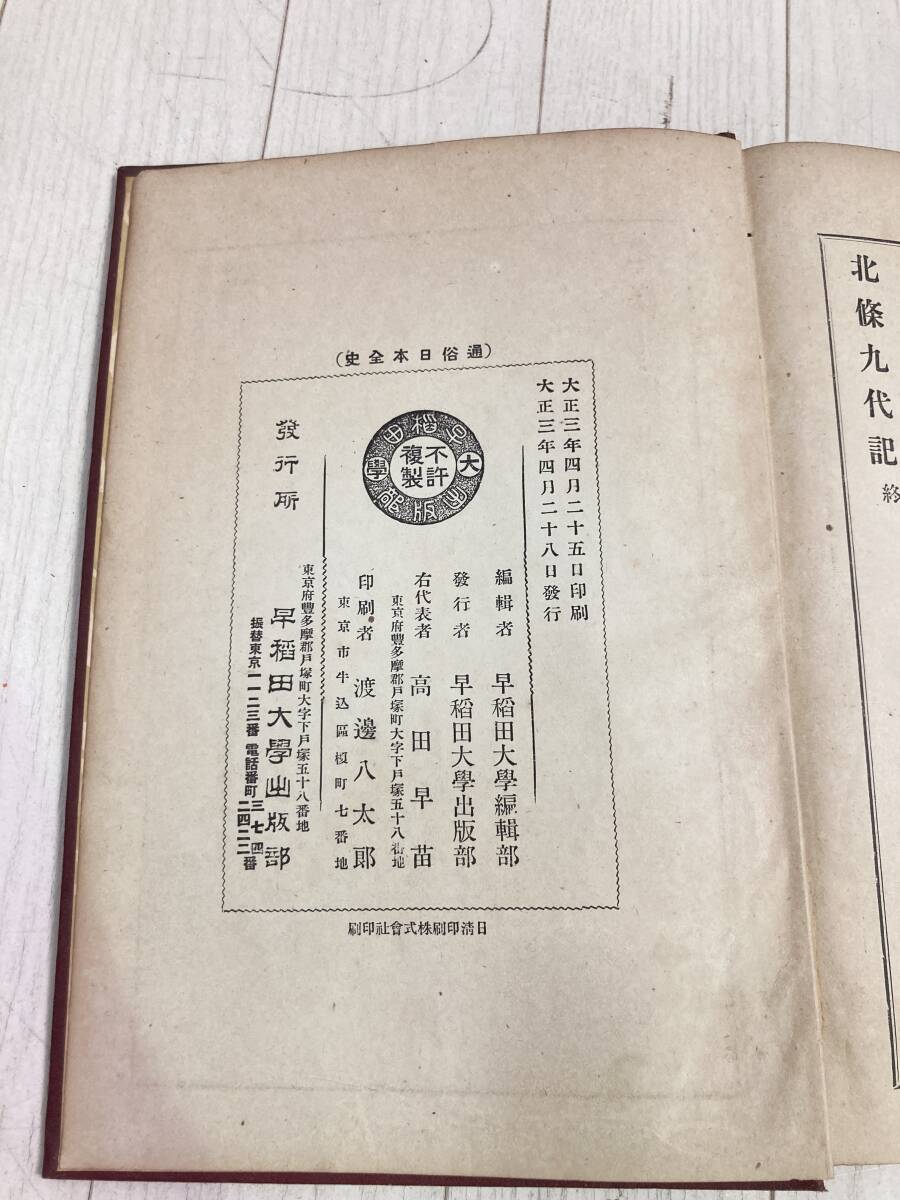 北條九代記
終
(通俗日本全史)
大正三年四月二十五日印刷
大正三年四月二十八日發行
早稻田大學出版部
不許複製
編輯者 早稻田大學編輯部
發行者 早稻田大學出版部
右代表者 高田早苗
東京府豐多摩郡戸塚町大字下戸塚五十八番地
印刷者 渡邊八太郎
東京市牛込區榎町七番地
發行所
東京府豐多摩郡戸塚町大字下戸塚五十八番地
早稻田大學出版部
振替東京一一二三番 電話番町三七四 二四二二番
日淸印刷株式會社印刷